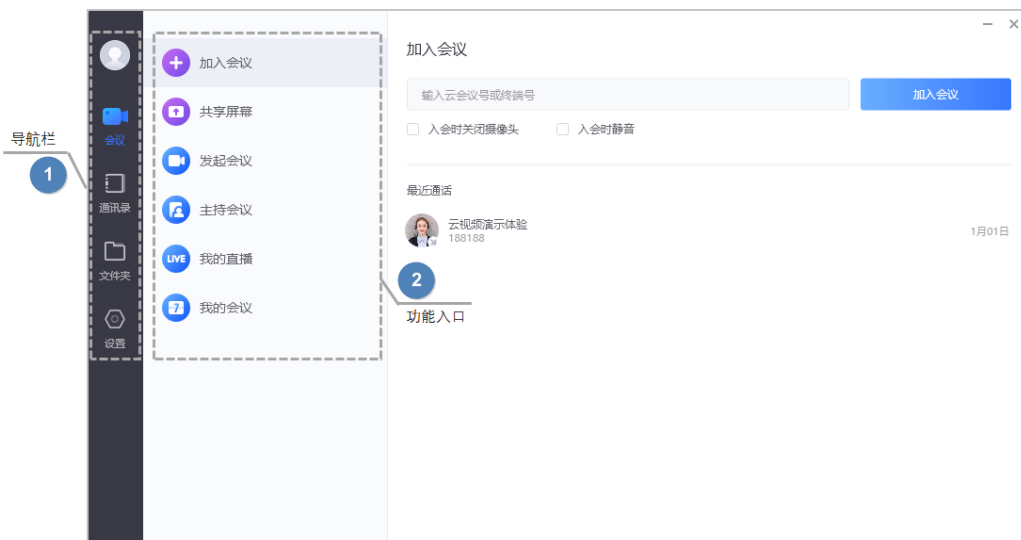 导航栏
1
会议
通讯录
文件夹
设置
加入会议
共享屏幕
发起会议
主持会议
LIVE
我的直播
7
我的会议
2
功能入口
加入会议
输入云会议号或终端号
加入会议
入会时关闭摄像头
入会时静音
最近通话
云视频演示体验
188188
1月01日